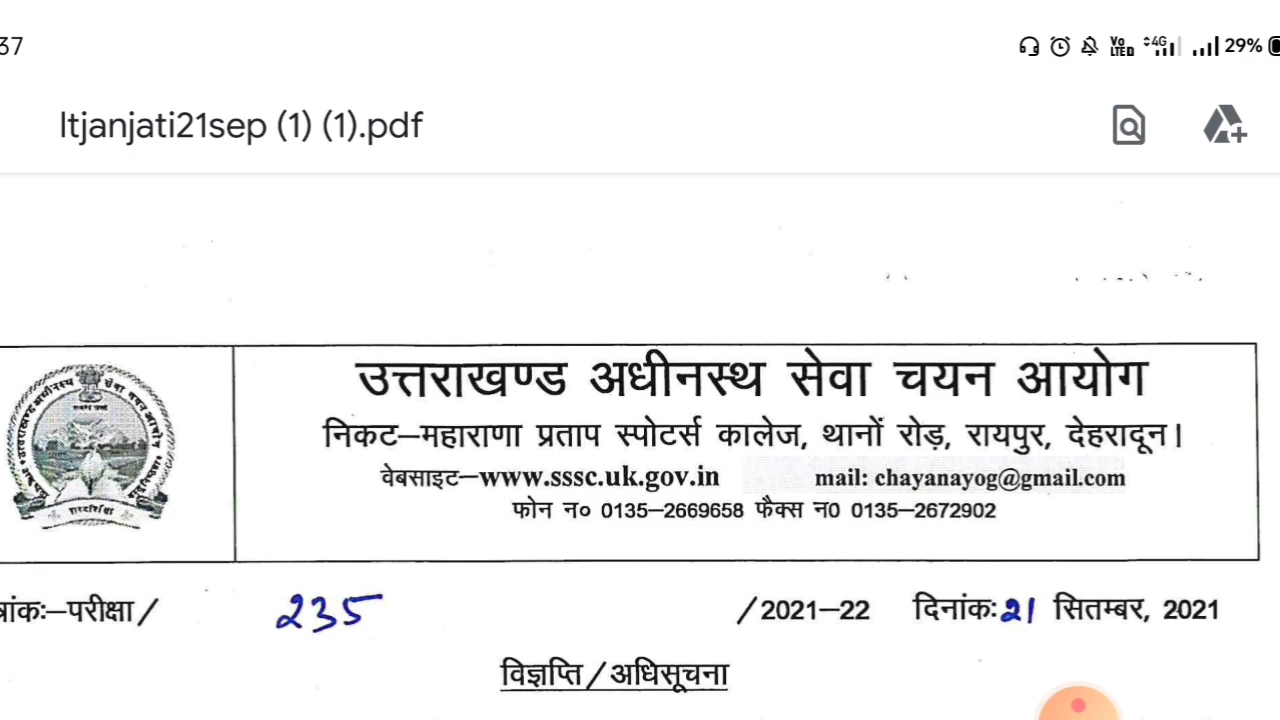 37
4G 29%
ltjanjati21sep (1) (1).pdf
उत्तराखण्ड अधीनस्थ सेवा चयन आयोग
निकट–महाराणा प्रताप स्पोटर्स कालेज, थानों रोड़, रायपुर, देहरादून।
वेबसाइट–www.sssc.uk.gov.in mail: chayanayog@gmail.com
फोन न० 0135–2669658 फैक्स न0 0135–2672902
त्रांकः–परीक्षा / 235 / 2021–22 दिनांकः 21 सितम्बर, 2021
विज्ञप्ति / अधिसूचना